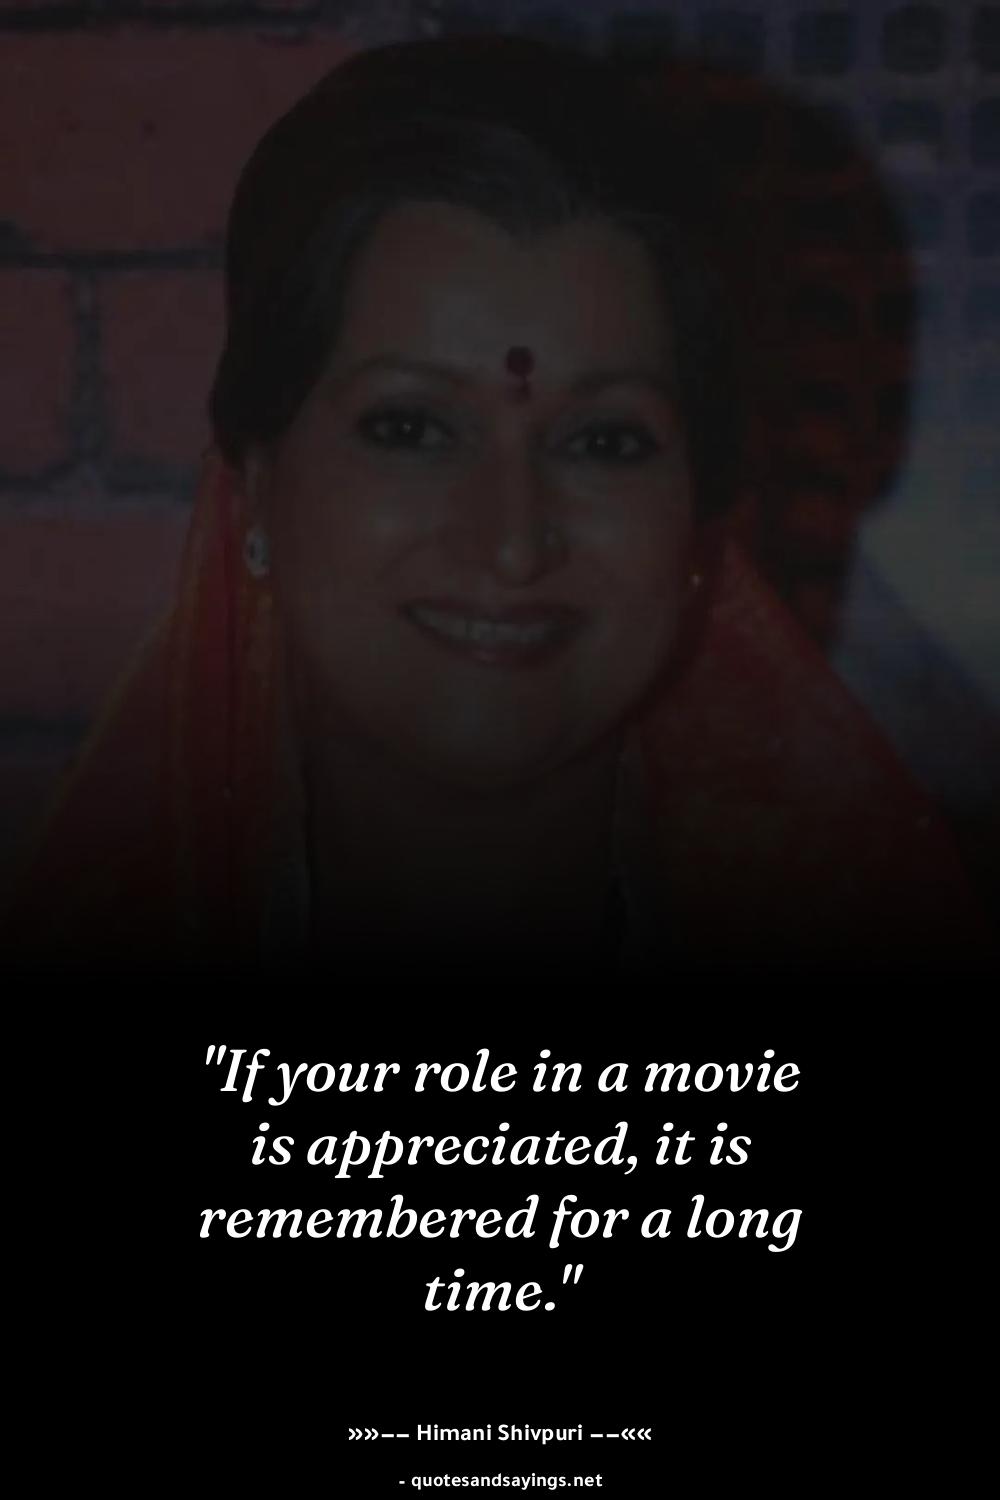 "If your role in a movie
is appreciated, it is
remembered for a long
time."
»»–– Himani Shivpuri ––««
- quotesandsayings.net